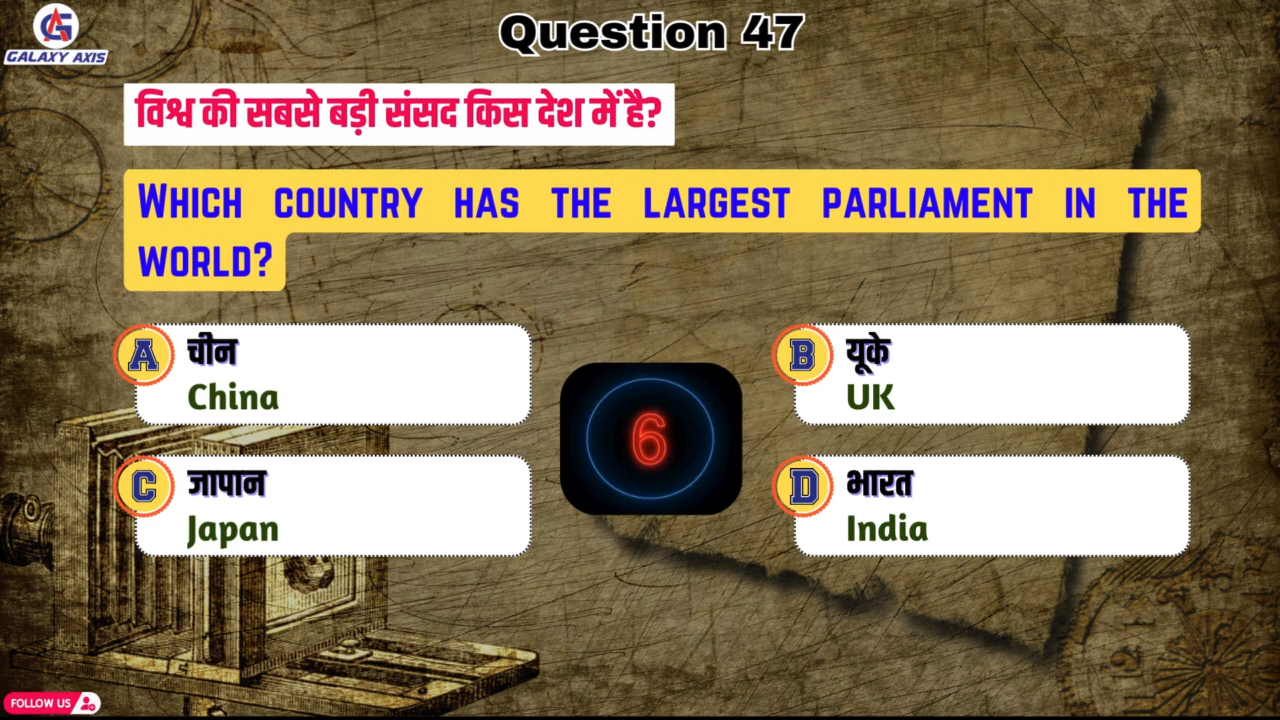 GALAXY AXIS
Question 47
विश्व की सबसे बड़ी संसद किस देश में है?
WHICH COUNTRY HAS THE LARGEST PARLIAMENT IN THE
WORLD?
A चीन
China
B यूके
UK
6
C जापान
Japan
D भारत
India
FOLLOW US